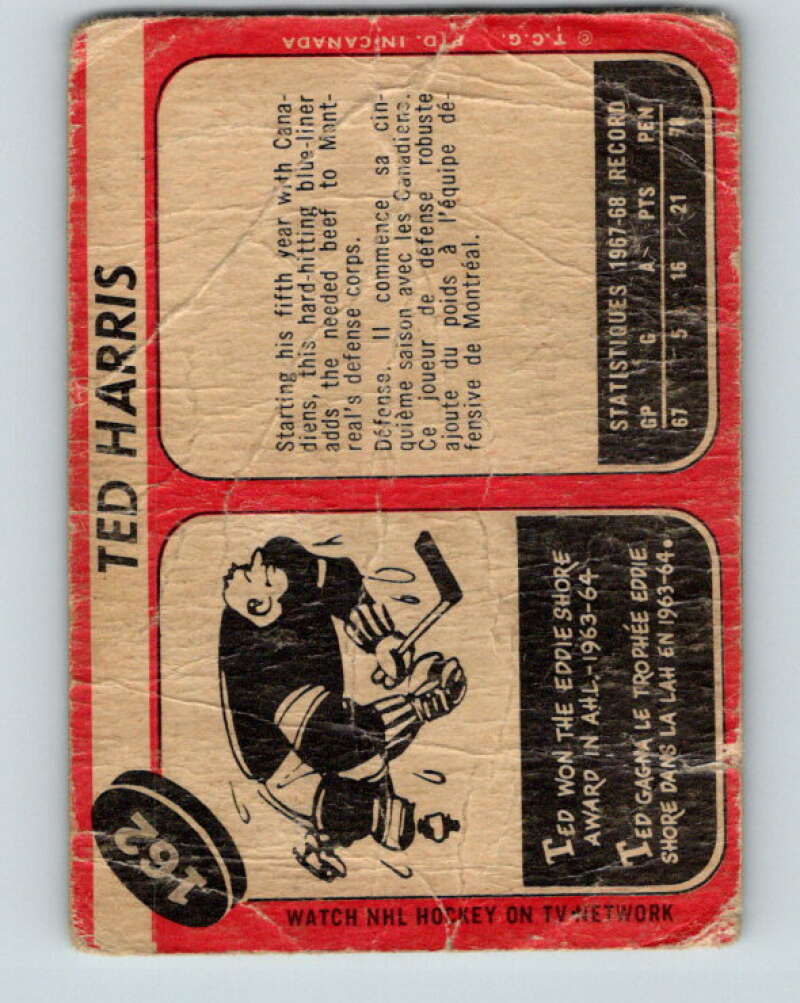 162
TED HARRIS
WATCH NHL HOCKEY ON TV NETWORK
TED WON THE EDDIE SHORE
AWARD IN AHL-1963-64
TED GAGNA LE TROPHÉE EDDIE
SHORE DANS LA LAH EN 1963-64.
Starting his fifth year with Cana-
diens, this hard-hitting blue-liner
adds the needed beef to Mont-
real's defense corps.
Défense. Il commence sa cin-
quième saison avec les Canadiens.
Ce joueur de défense robuste
ajoute du poids à l'équipe dé-
fensive de Montréal.
STATISTIQUES 1967-68 RECORD
GP G A PTS PEN
67 5 16 21 78
© T.C.G. PTD. IN CANADA